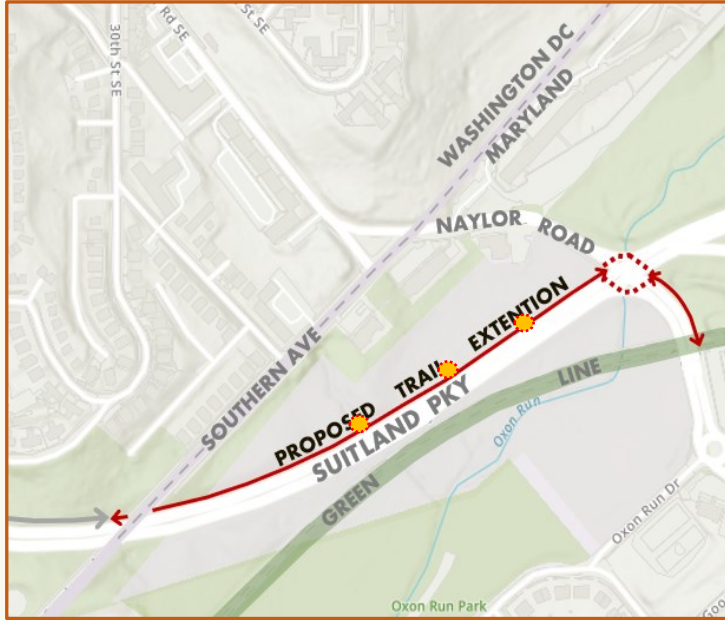 30th St SE
Rd SE
St SE
WASHINGTON DC
MARYLAND
NAYLOR ROAD
SOUTHERN AVE
PROPOSED TRAIL EXTENTION
SUITLAND PKY
GREEN LINE
Oxon Run
Oxon Run Dr
Oxon Run Park
Goo